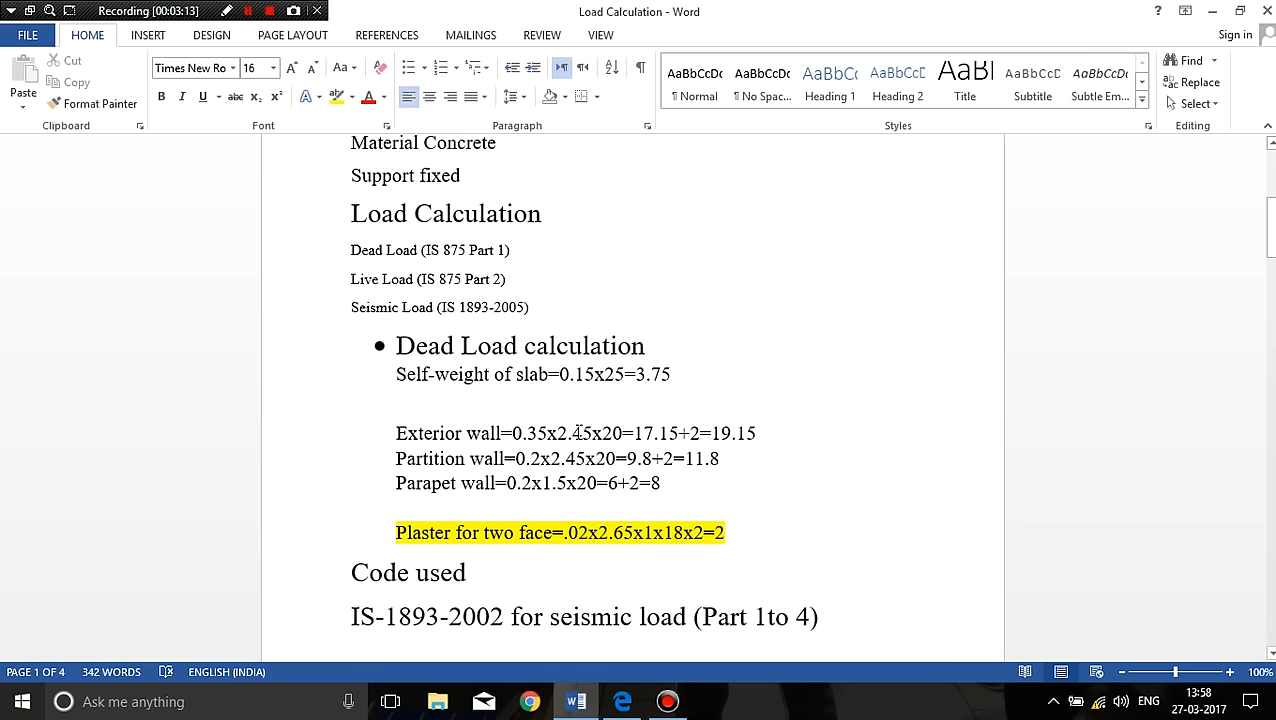 Recording [00:03:13]
Load Calculation - Word
?
FILE HOME INSERT DESIGN PAGE LAYOUT REFERENCES MAILINGS REVIEW VIEW Sign in
Paste
Cut
Copy
Format Painter
Clipboard
Times New Ro 16
Aa
B I U abc x₂ x² A A
Font
Paragraph
AaBbCcDc AaBbCcDc AaBbCc AaBbCcD AaBl AaBbCcD AaBbCcDc
¶ Normal ¶ No Spac... Heading 1 Heading 2 Title Subtitle Subtle Em...
Styles
Find
Replace
Select
Editing
Material Concrete
Support fixed
Load Calculation
Dead Load (IS 875 Part 1)
Live Load (IS 875 Part 2)
Seismic Load (IS 1893-2005)
• Dead Load calculation
Self-weight of slab=0.15x25=3.75
Exterior wall=0.35x2.45x20=17.15+2=19.15
Partition wall=0.2x2.45x20=9.8+2=11.8
Parapet wall=0.2x1.5x20=6+2=8
Plaster for two face=.02x2.65x1x18x2=2
Code used
IS-1893-2002 for seismic load (Part 1to 4)
PAGE 1 OF 4 342 WORDS ENGLISH (INDIA) 100%
Ask me anything
ENG
13:58
27-03-2017